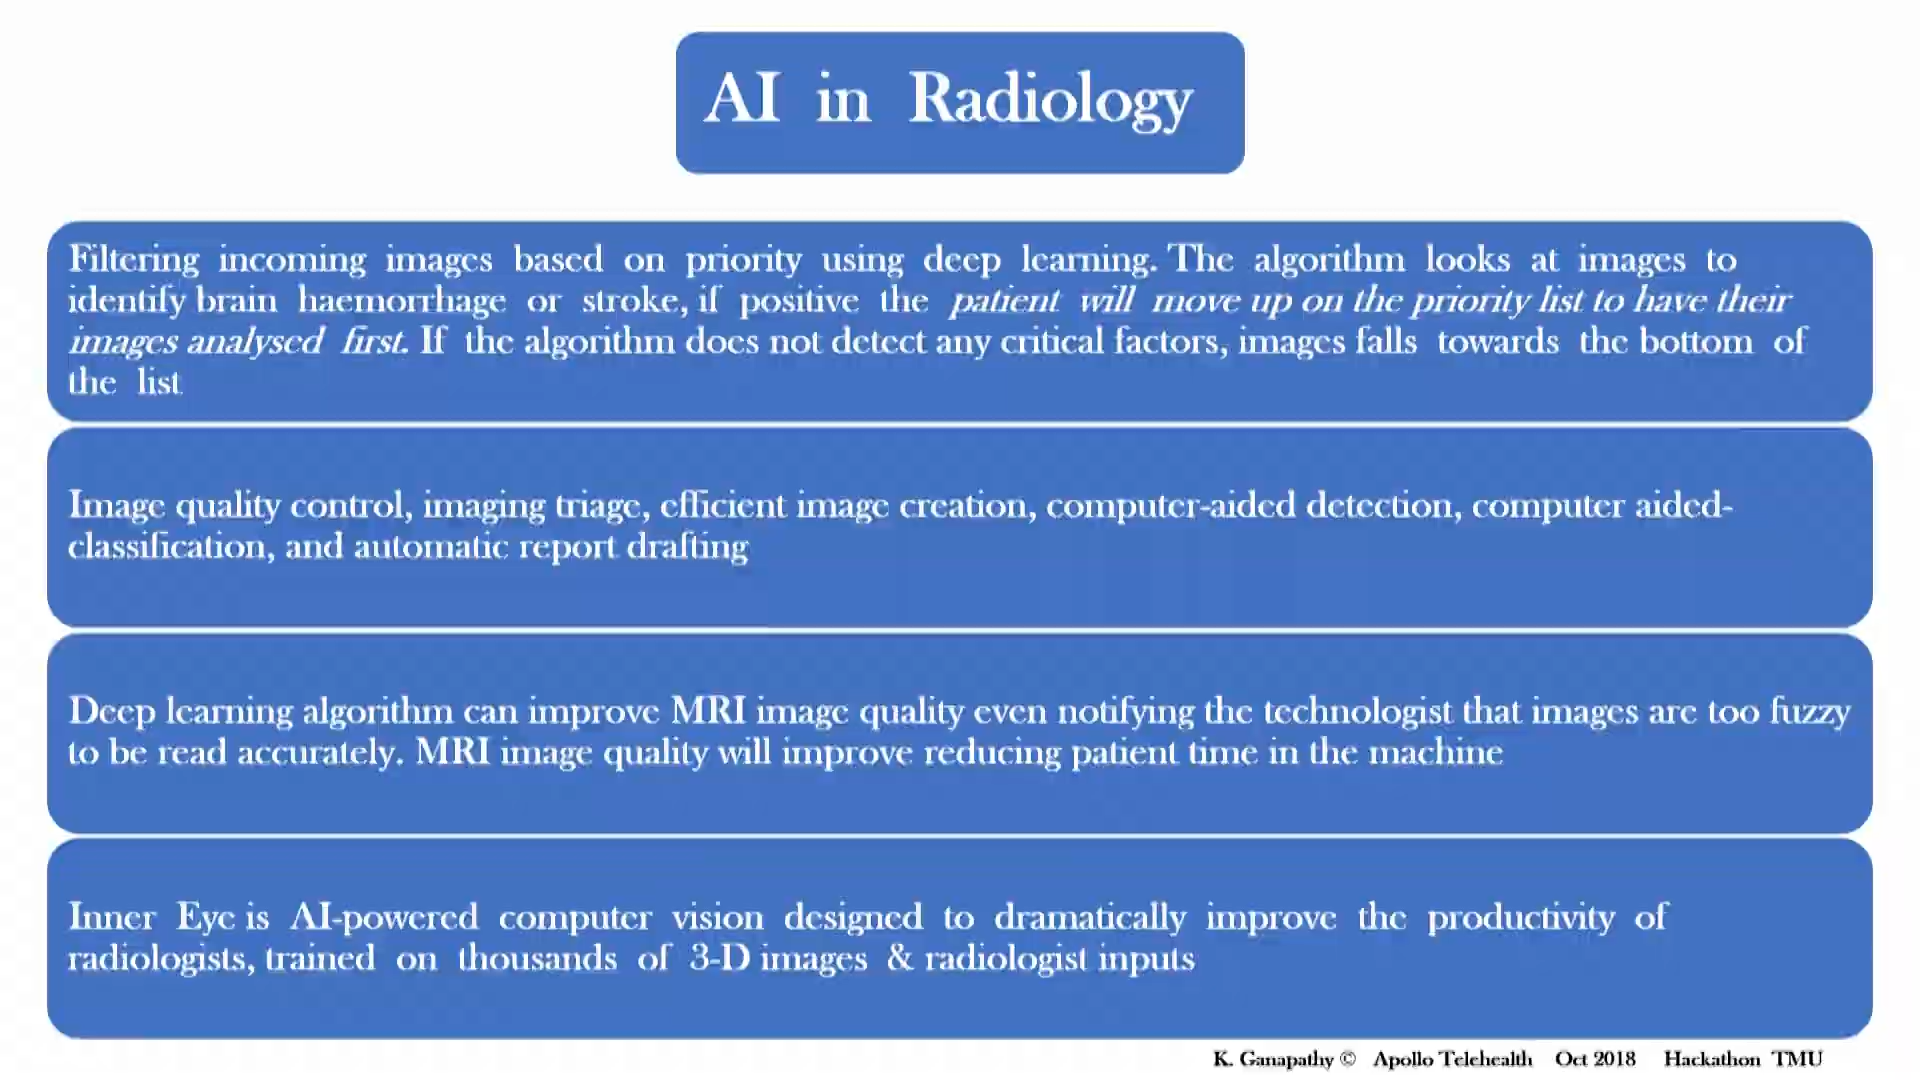 AI in Radiology
Filtering incoming images based on priority using deep learning. The algorithm looks at images to
identify brain haemorrhage or stroke, if positive the patient will move up on the priority list to have their
images analysed first. If the algorithm does not detect any critical factors, images falls towards the bottom of
the list
Image quality control, imaging triage, efficient image creation, computer-aided detection, computer aided-
classification, and automatic report drafting
Deep learning algorithm can improve MRI image quality even notifying the technologist that images are too fuzzy
to be read accurately. MRI image quality will improve reducing patient time in the machine
Inner Eye is AI-powered computer vision designed to dramatically improve the productivity of
radiologists, trained on thousands of 3-D images & radiologist inputs
K. Ganapathy © Apollo Telehealth Oct 2018 Hackathon TMU